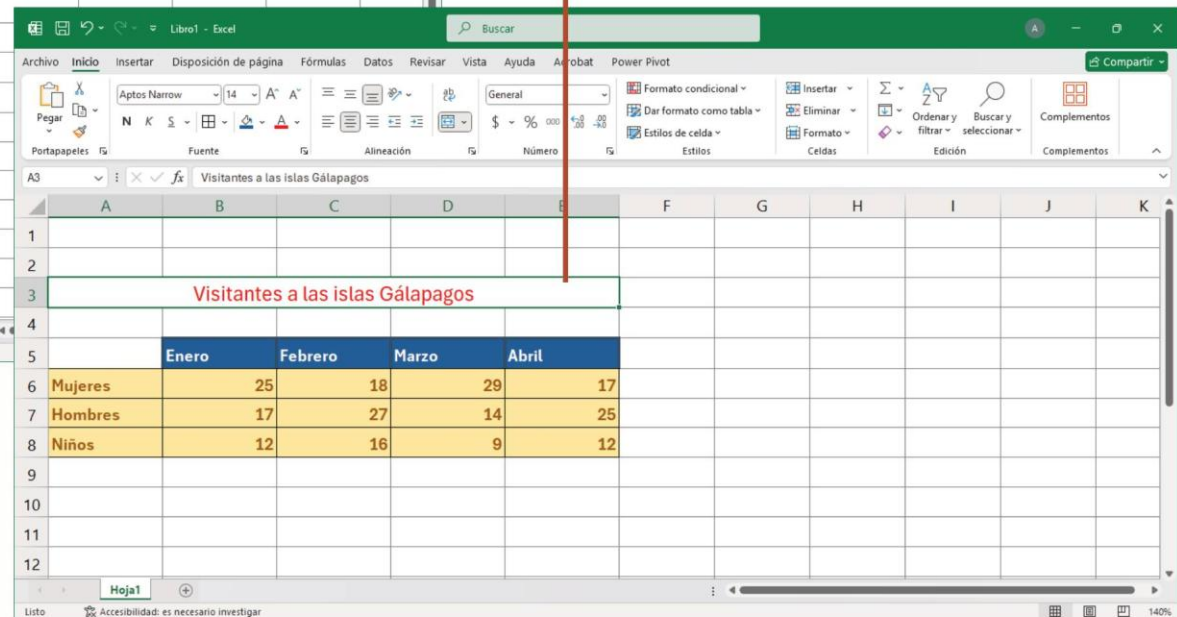 Libro1 - Excel
Buscar
A
Archivo Inicio Insertar Disposición de página Fórmulas Datos Revisar Vista Ayuda Acrobat Power Pivot
Compartir
Pegar
Aptos Narrow 14 A A
N K S A
ab
General
$ % 000
Formato condicional
Dar formato como tabla
Estilos de celda
Insertar
Eliminar
Formato
Ordenar y filtrar
Buscar y seleccionar
Complementos
Portapapeles Fuente Alineación Número Estilos Celdas Edición Complementos
A3 fx Visitantes a las islas Gálapagos
A B C D E F G H I J K
1
2
3 Visitantes a las islas Gálapagos
4
5 Enero Febrero Marzo Abril
6 Mujeres 25 18 29 17
7 Hombres 17 27 14 25
8 Niños 12 16 9 12
9
10
11
12
Hoja1
Listo Accesibilidad: es necesario investigar 140%